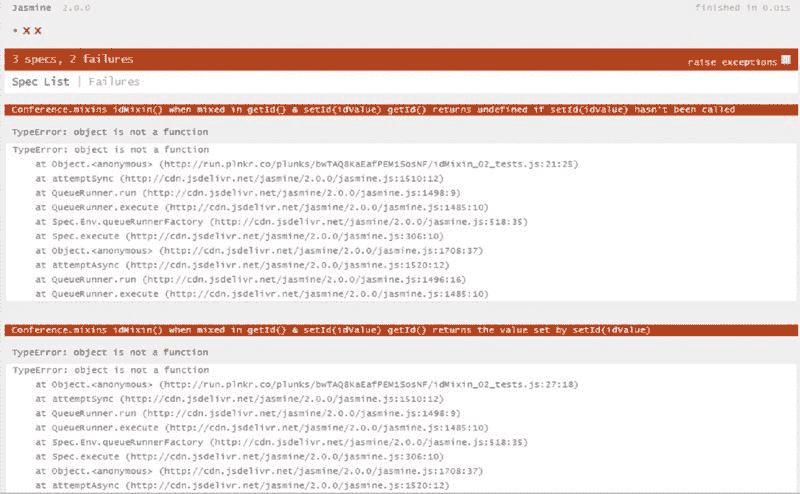 Jasmine 2.0.0 finished in 0.01s
• x x
3 specs, 2 failures raise exceptions
Spec List | Failures
Conference.mixins idMixin() when mixed in getId() & setId(idValue) getId() returns undefined if setId(idValue) hasn't been called
TypeError: object is not a function
TypeError: object is not a function
at Object.<anonymous> (http://run.plnkr.co/plunks/bwTAQ8KaEafPEM1SosNF/idMixin_02_tests.js:21:25)
at attemptSync (http://cdn.jsdelivr.net/jasmine/2.0.0/jasmine.js:1510:12)
at QueueRunner.run (http://cdn.jsdelivr.net/jasmine/2.0.0/jasmine.js:1498:9)
at QueueRunner.execute (http://cdn.jsdelivr.net/jasmine/2.0.0/jasmine.js:1485:10)
at Spec.Env.queueRunnerFactory (http://cdn.jsdelivr.net/jasmine/2.0.0/jasmine.js:518:35)
at Spec.execute (http://cdn.jsdelivr.net/jasmine/2.0.0/jasmine.js:306:10)
at Object.<anonymous> (http://cdn.jsdelivr.net/jasmine/2.0.0/jasmine.js:1708:37)
at attemptAsync (http://cdn.jsdelivr.net/jasmine/2.0.0/jasmine.js:1520:12)
at QueueRunner.run (http://cdn.jsdelivr.net/jasmine/2.0.0/jasmine.js:1496:16)
at QueueRunner.execute (http://cdn.jsdelivr.net/jasmine/2.0.0/jasmine.js:1485:10)
Conference.mixins idMixin() when mixed in getId() & setId(idValue) getId() returns the value set by setId(idValue)
TypeError: object is not a function
TypeError: object is not a function
at Object.<anonymous> (http://run.plnkr.co/plunks/bwTAQ8KaEafPEM1SosNF/idMixin_02_tests.js:27:18)
at attemptSync (http://cdn.jsdelivr.net/jasmine/2.0.0/jasmine.js:1510:12)
at QueueRunner.run (http://cdn.jsdelivr.net/jasmine/2.0.0/jasmine.js:1498:9)
at QueueRunner.execute (http://cdn.jsdelivr.net/jasmine/2.0.0/jasmine.js:1485:10)
at Spec.Env.queueRunnerFactory (http://cdn.jsdelivr.net/jasmine/2.0.0/jasmine.js:518:35)
at Spec.execute (http://cdn.jsdelivr.net/jasmine/2.0.0/jasmine.js:306:10)
at Object.<anonymous> (http://cdn.jsdelivr.net/jasmine/2.0.0/jasmine.js:1708:37)
at attemptAsync (http://cdn.jsdelivr.net/jasmine/2.0.0/jasmine.js:1520:12)